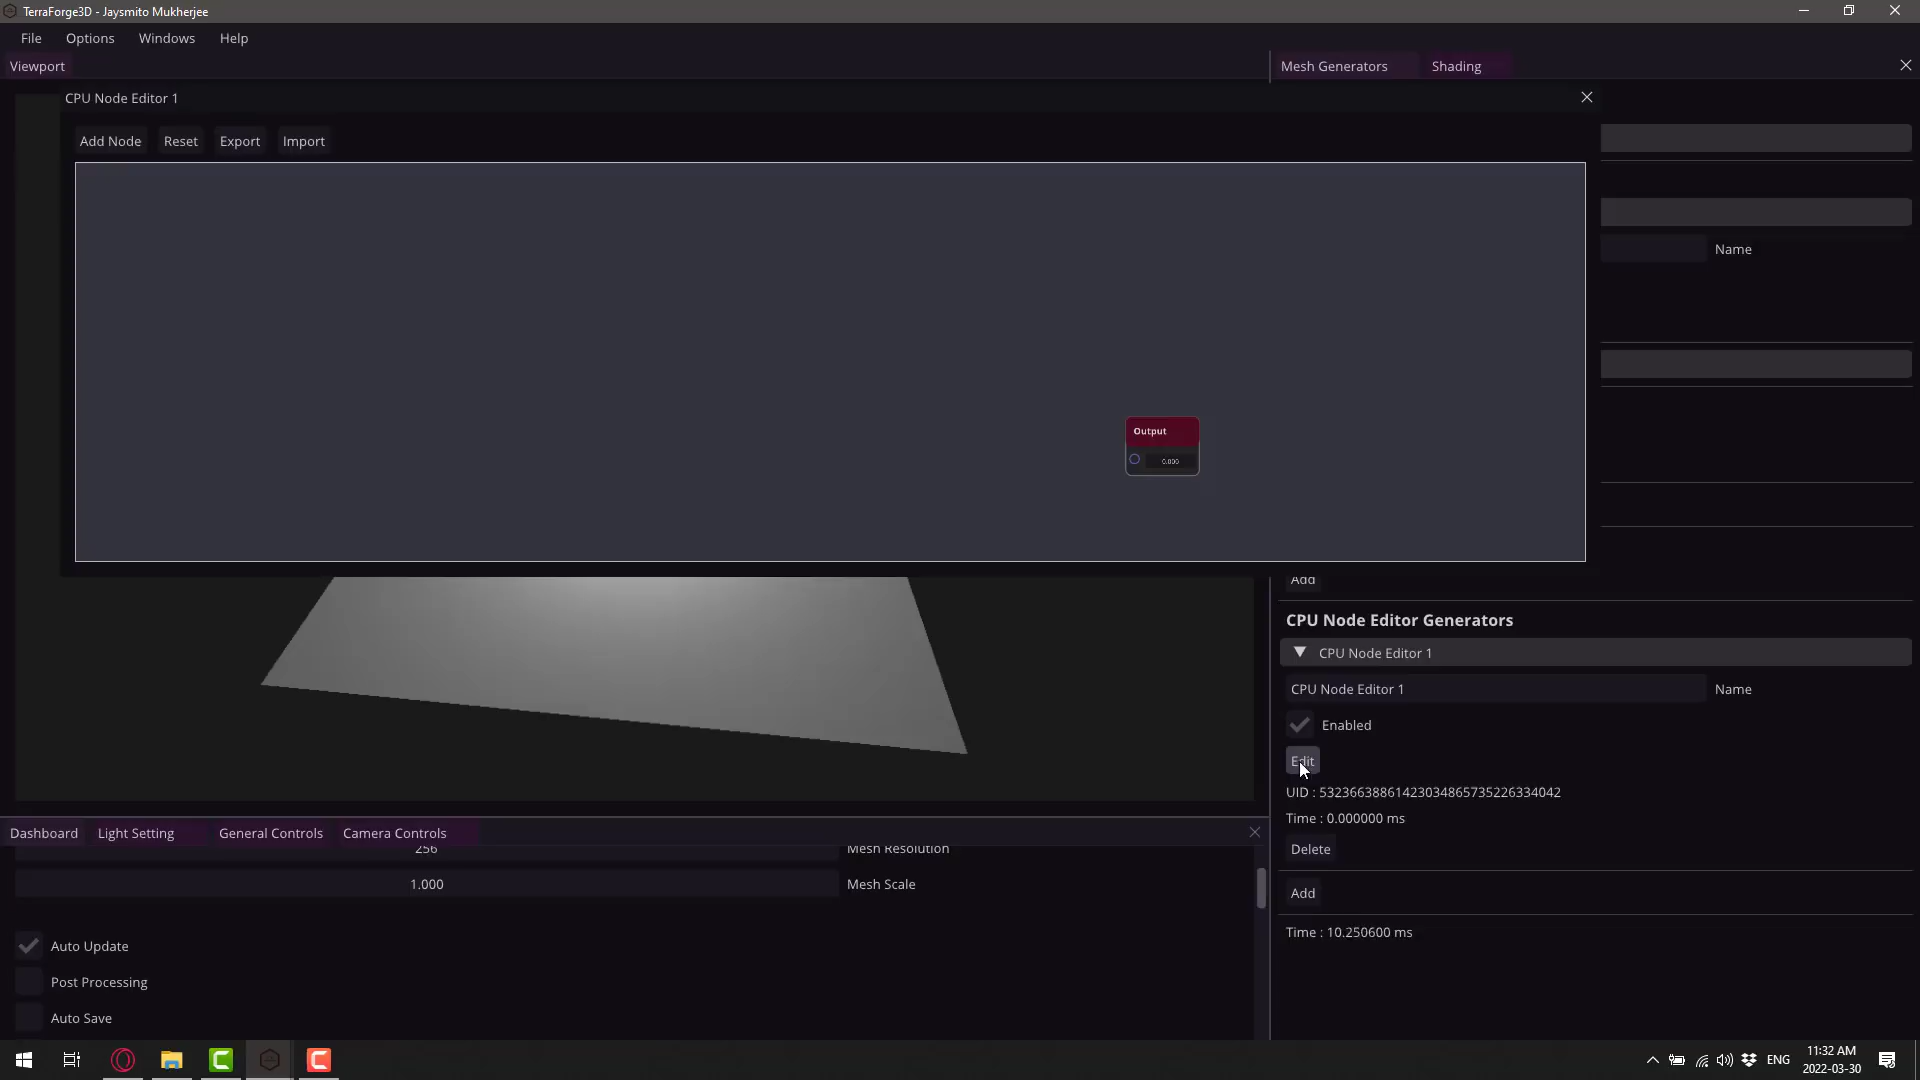 TerraForge3D - Jaysmito Mukherjee
File Options Windows Help
Viewport
Mesh Generators Shading
CPU Node Editor 1
Add Node Reset Export Import
Name
Output
0.000
Add
CPU Node Editor Generators
CPU Node Editor 1
CPU Node Editor 1 Name
Enabled
Edit
UID : 53236638861423034865735226334042
Time : 0.000000 ms
Delete
Add
Time : 10.250600 ms
Dashboard Light Setting General Controls Camera Controls
256 Mesh Resolution
1.000 Mesh Scale
Auto Update
Post Processing
Auto Save
ENG
11:32 AM
2022-03-30